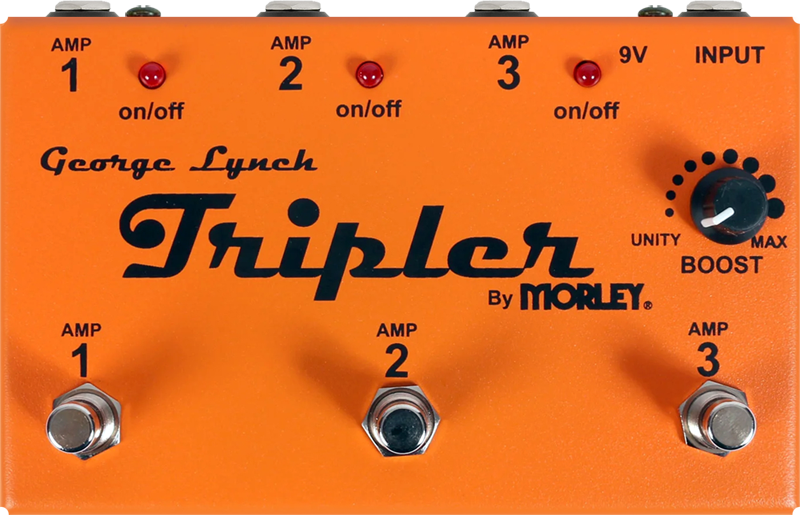 AMP AMP AMP
1 2 3 9V INPUT
on/off on/off on/off
George Lynch
Tripler
UNITY MAX
BOOST
By MORLEY®
AMP AMP AMP
1 2 3